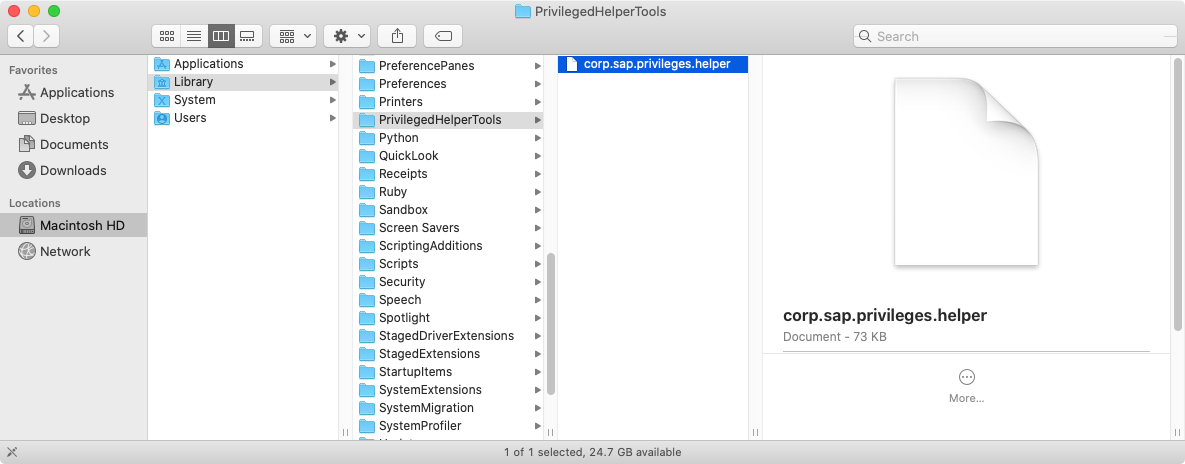 PrivilegedHelperTools
Search
Favorites
Applications
Desktop
Documents
Downloads
Locations
Macintosh HD
Network
Applications
Library
System
Users
PreferencePanes
Preferences
Printers
PrivilegedHelperTools
Python
QuickLook
Receipts
Ruby
Sandbox
Screen Savers
ScriptingAdditions
Scripts
Security
Speech
Spotlight
StagedDriverExtensions
StagedExtensions
StartupItems
SystemExtensions
SystemMigration
SystemProfiler
corp.sap.privileges.helper
corp.sap.privileges.helper
Document - 73 KB
More...
1 of 1 selected, 24.7 GB available